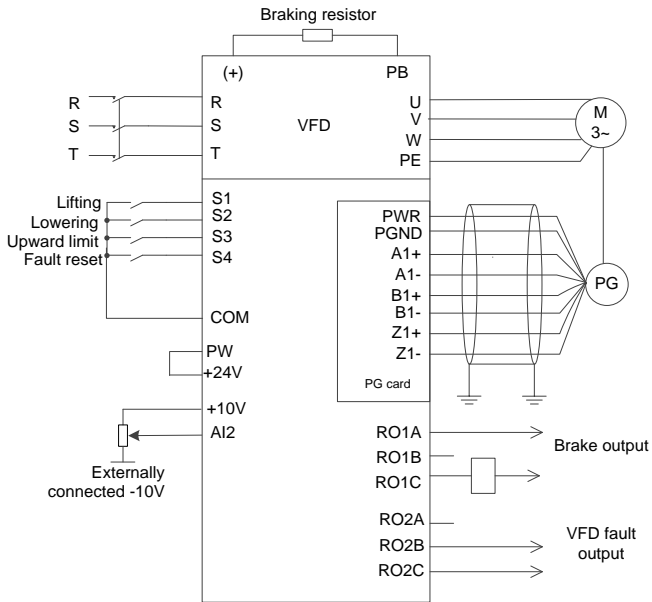 Braking resistor
(+)
PB
R
S
T
R
S
T
VFD
U
V
W
PE
M
3~
Lifting
Lowering
Upward limit
Fault reset
S1
S2
S3
S4
COM
PW
+24V
+10V
AI2
Externally
connected -10V
PWR
PGND
A1+
A1-
B1+
B1-
Z1+
Z1-
PG card
PG
RO1A
RO1B
RO1C
Brake output
RO2A
RO2B
RO2C
VFD fault
output